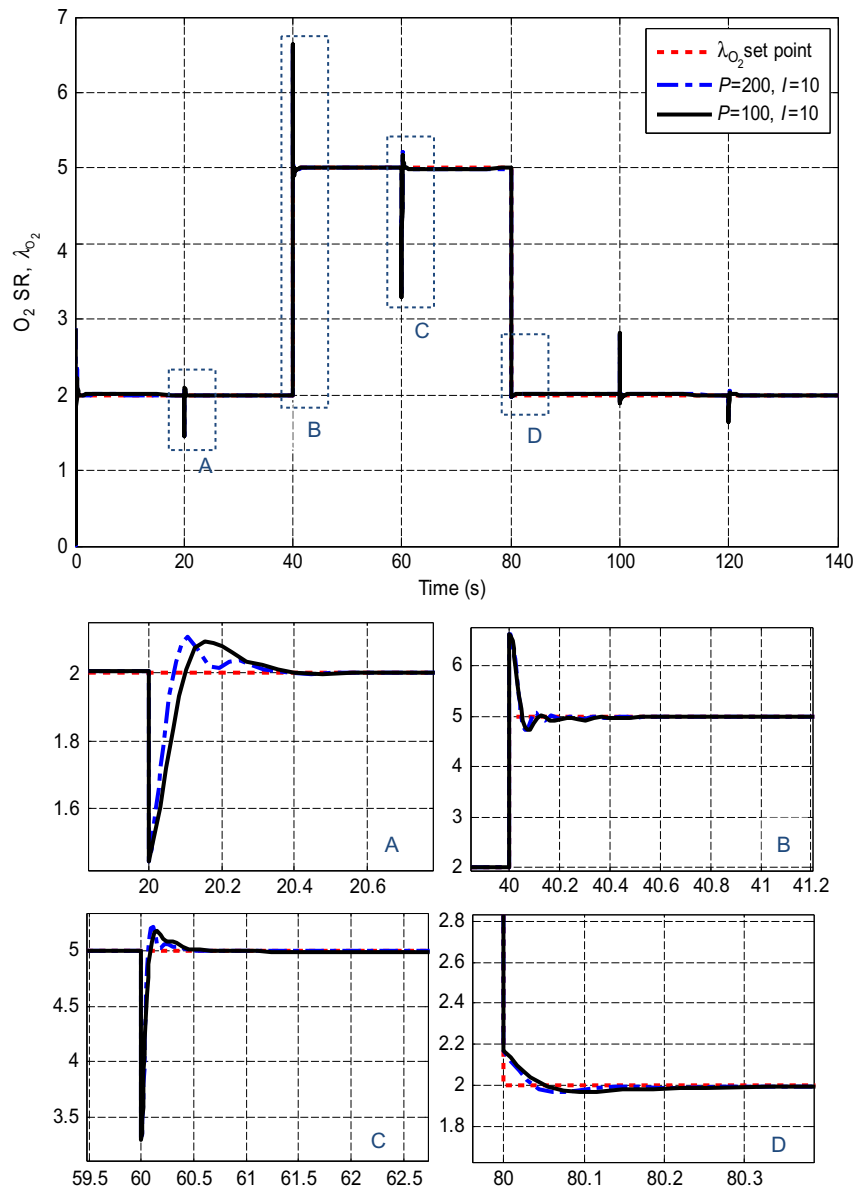 7
6
5
4
3
2
1
0
O₂ SR, λO₂
λO₂ set point
P=200, I=10
P=100, I=10
A
B
C
D
0 20 40 60 80 100 120 140
Time (s)
2
1.8
1.6
A
20 20.2 20.4 20.6
6
5
4
3
2
B
40 40.2 40.4 40.6 40.8 41 41.2
5
4.5
4
3.5
C
59.5 60 60.5 61 61.5 62 62.5
2.8
2.6
2.4
2.2
2
1.8
D
80 80.1 80.2 80.3